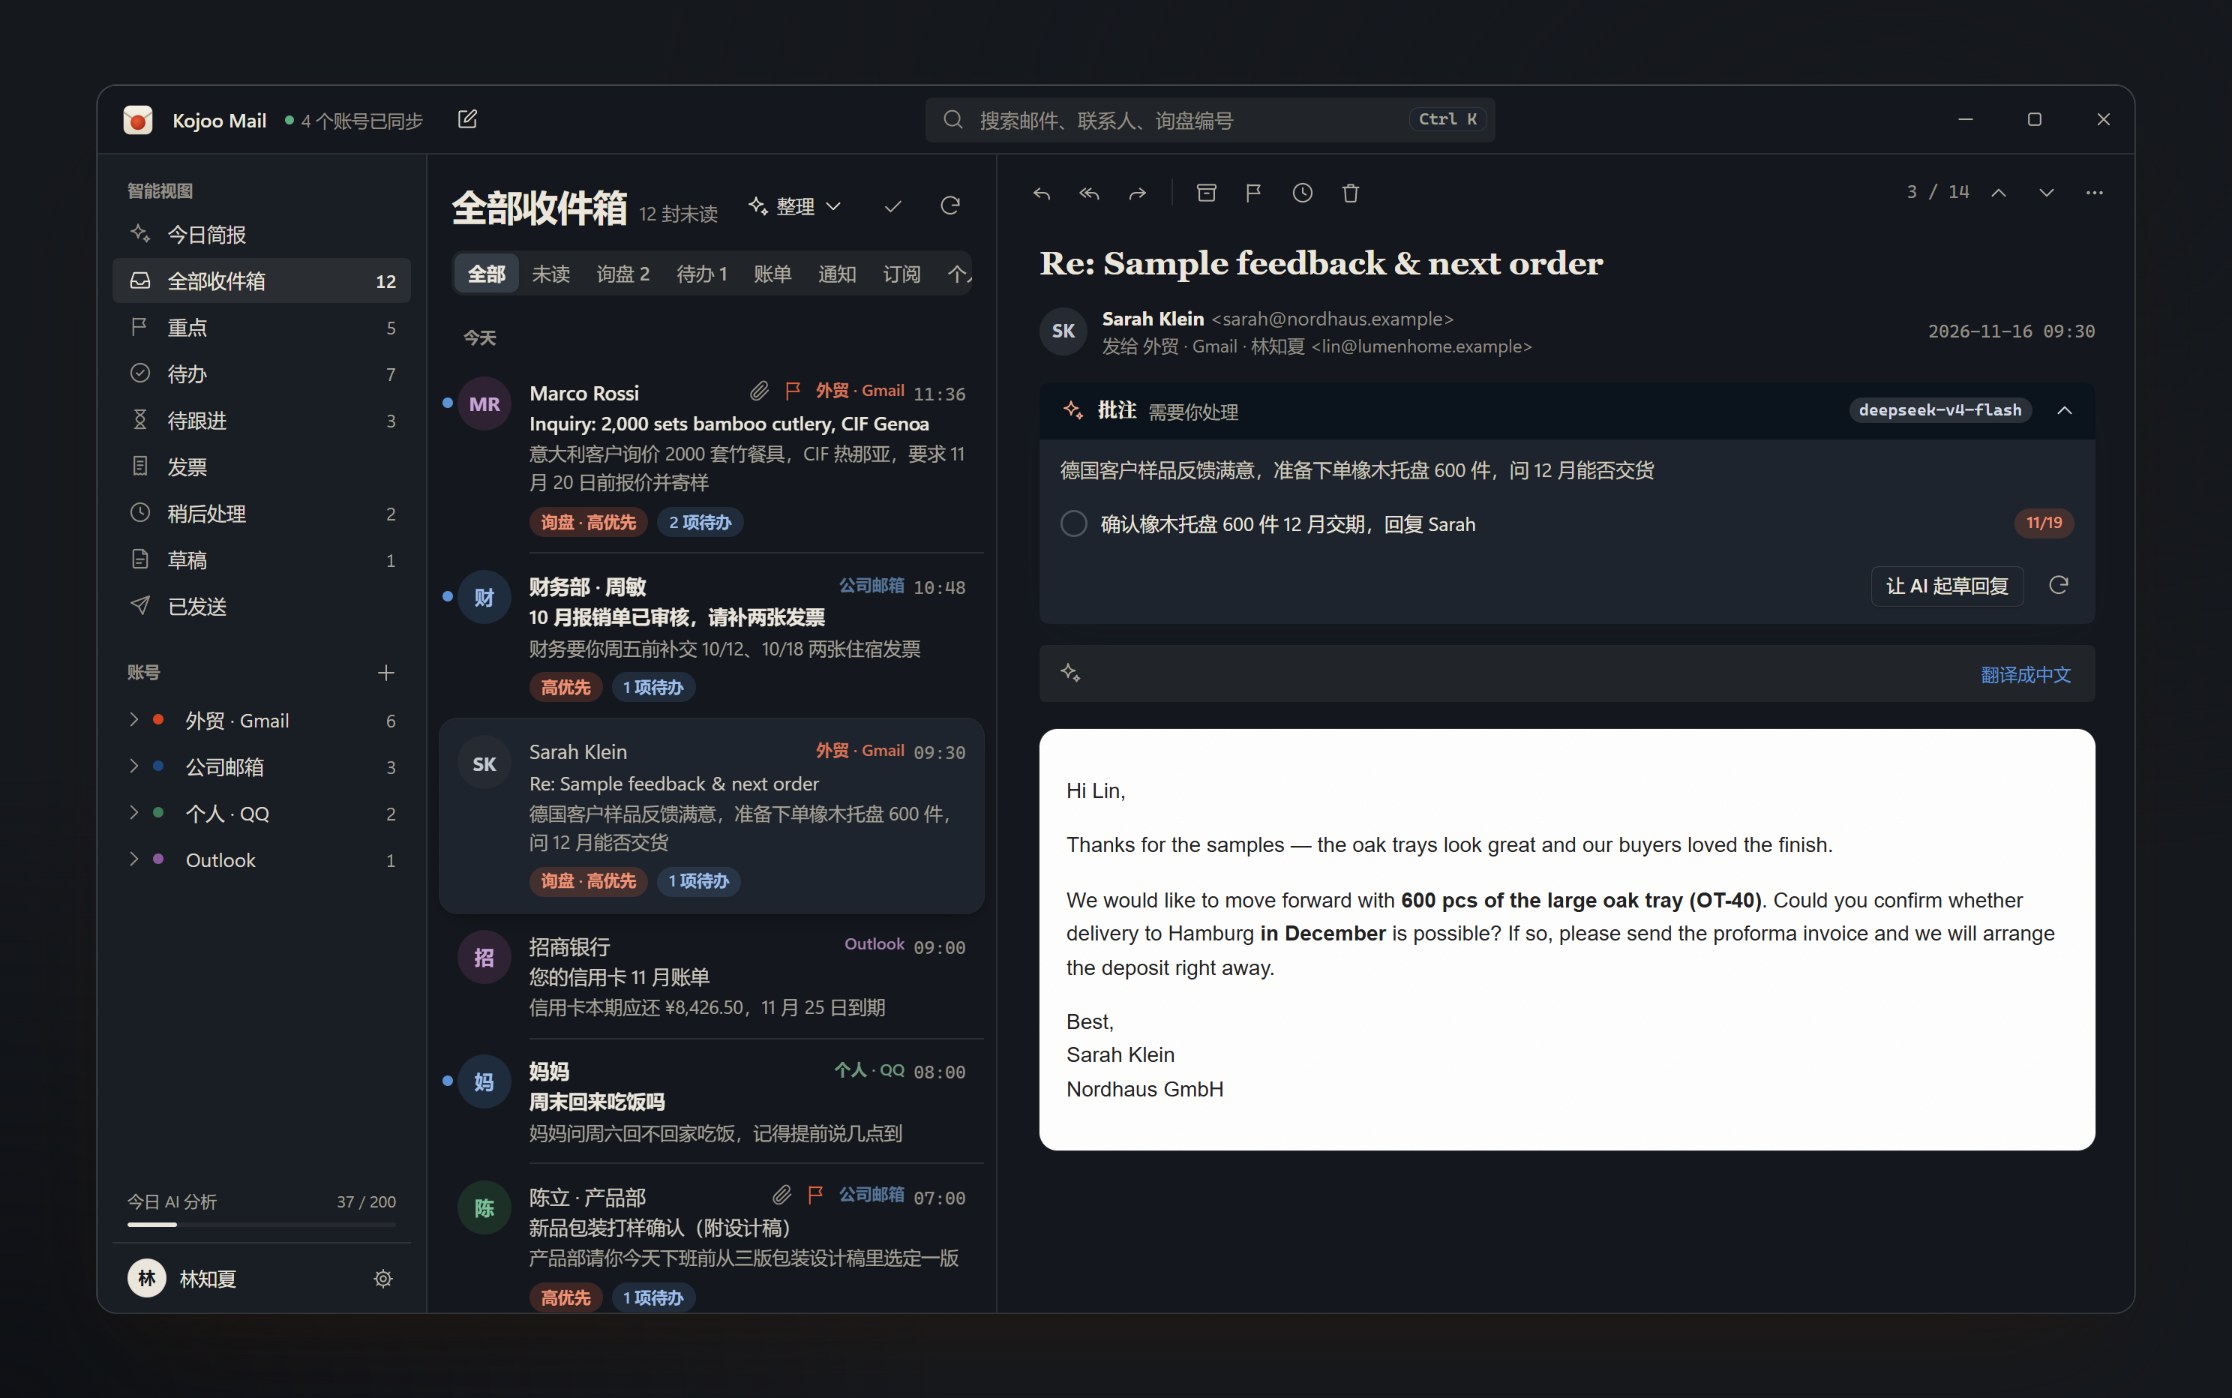 Kojoo Mail
4 个账号已同步
搜索邮件、联系人、询盘编号
Ctrl K
智能视图
今日简报
全部收件箱 12
重点 5
待办 7
待跟进 3
发票
稍后处理 2
草稿 1
已发送
账号
外贸 · Gmail 6
公司邮箱 3
个人 · QQ 2
Outlook 1
今日 AI 分析 37 / 200
林 林知夏
全部收件箱 12 封未读 整理
全部 未读 询盘 2 待办 1 账单 通知 订阅 个
今天
MR Marco Rossi 外贸 · Gmail 11:36
Inquiry: 2,000 sets bamboo cutlery, CIF Genoa
意大利客户询价 2000 套竹餐具，CIF 热那亚，要求 11
月 20 日前报价并寄样
询盘 · 高优先 2 项待办
财 财务部 · 周敏 公司邮箱 10:48
10 月报销单已审核，请补两张发票
财务要你周五前补交 10/12、10/18 两张住宿发票
高优先 1 项待办
SK Sarah Klein 外贸 · Gmail 09:30
Re: Sample feedback & next order
德国客户样品反馈满意，准备下单橡木托盘 600 件，
问 12 月能否交货
询盘 · 高优先 1 项待办
招 招商银行 Outlook 09:00
您的信用卡 11 月账单
信用卡本期应还 ¥8,426.50，11 月 25 日到期
妈 妈妈 个人 · QQ 08:00
周末回来吃饭吗
妈妈问周六回不回家吃饭，记得提前说几点到
陈 陈立 · 产品部 公司邮箱 07:00
新品包装打样确认（附设计稿）
产品部请你今天下班前从三版包装设计稿里选定一版
高优先 1 项待办
3 / 14
Re: Sample feedback & next order
SK Sarah Klein <sarah@nordhaus.example>
发给 外贸 · Gmail · 林知夏 <lin@lumenhome.example>
2026-11-16 09:30
批注 需要你处理 deepseek-v4-flash
德国客户样品反馈满意，准备下单橡木托盘 600 件，问 12 月能否交货
确认橡木托盘 600 件 12 月交期，回复 Sarah 11/19
让 AI 起草回复
翻译成中文
Hi Lin,
Thanks for the samples — the oak trays look great and our buyers loved the finish.
We would like to move forward with 600 pcs of the large oak tray (OT-40). Could you confirm whether
delivery to Hamburg in December is possible? If so, please send the proforma invoice and we will arrange
the deposit right away.
Best,
Sarah Klein
Nordhaus GmbH